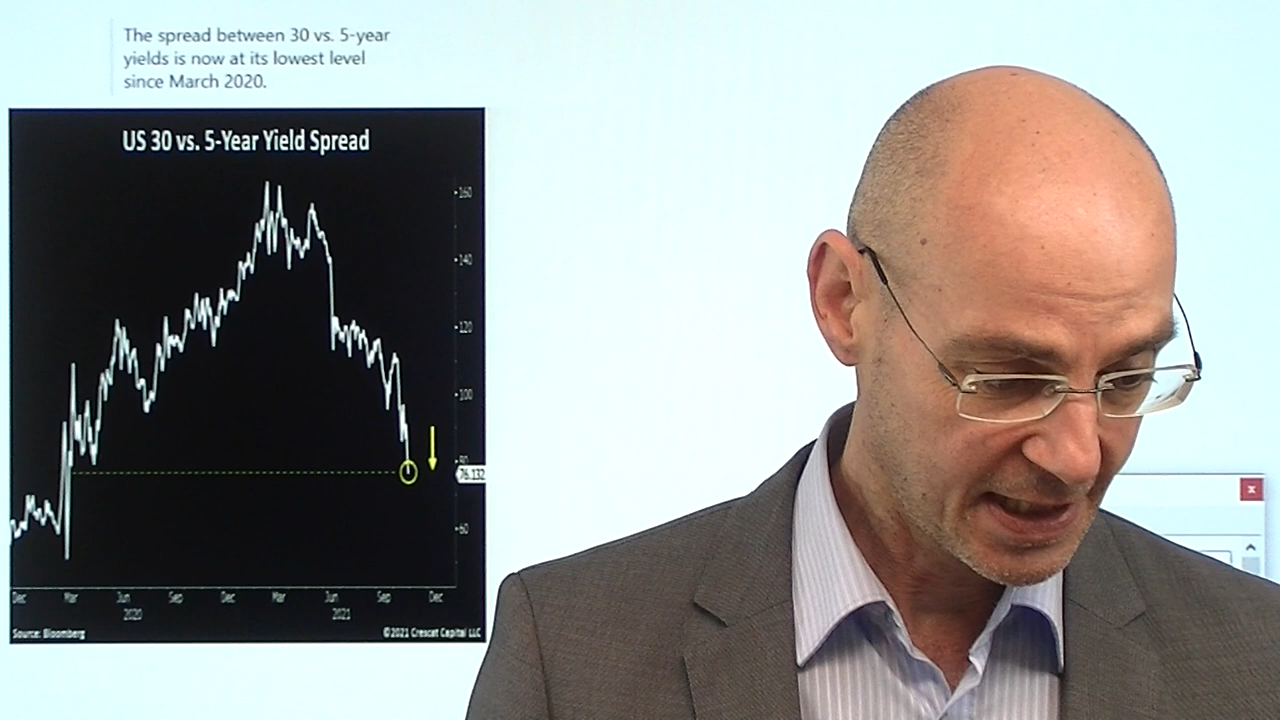 The spread between 30 vs. 5-year
yields is now at its lowest level
since March 2020.
US 30 vs. 5-Year Yield Spread
160
140
120
100
80
76.132
60
Dec Mar Jun Sep Dec Mar Jun Sep Dec
2020 2021
Source: Bloomberg ©2021 Crescat Capital LLC
x